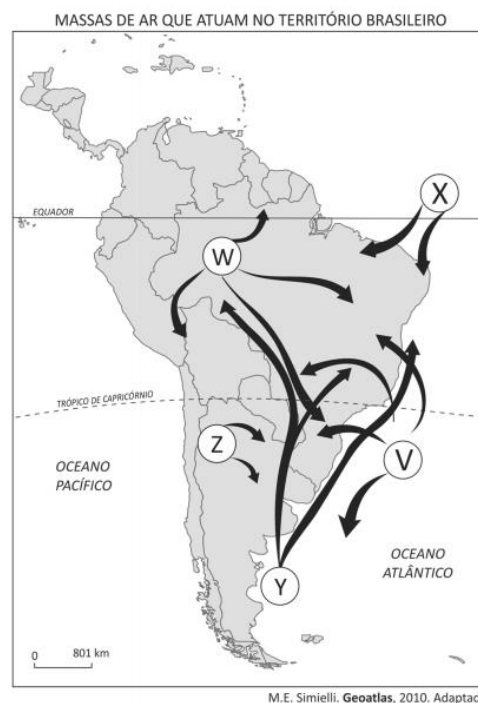 MASSAS DE AR QUE ATUAM NO TERRITÓRIO BRASILEIRO
EQUADOR
X
W
TRÓPICO DE CAPRICÓRNIO
Z
V
OCEANO
PACÍFICO
OCEANO
ATLÂNTICO
Y
0 801 km
M.E. Simielli. Geoatlas, 2010. Adaptad